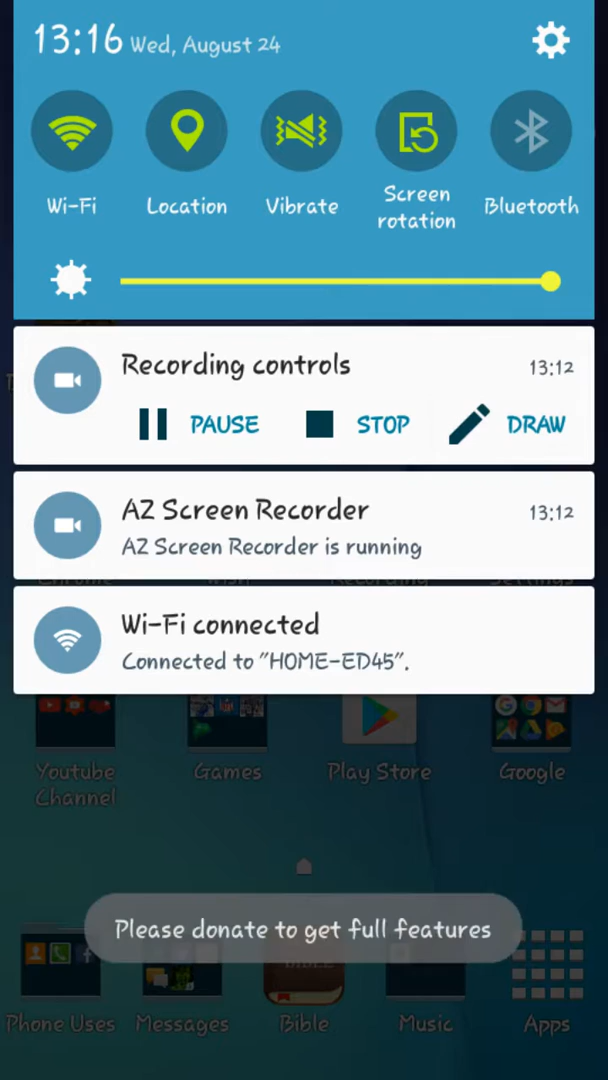 13:16 Wed, August 24
Wi-Fi
Location
Vibrate
Screen
rotation
Bluetooth
Recording controls
13:12
PAUSE
STOP
DRAW
AZ Screen Recorder
13:12
AZ Screen Recorder is running
Wi-Fi connected
Connected to "HOME-ED45".
Youtube
Channel
Games
Play Store
Google
Please donate to get full features
BIBLE
Phone Uses
Messages
Bible
Music
Apps